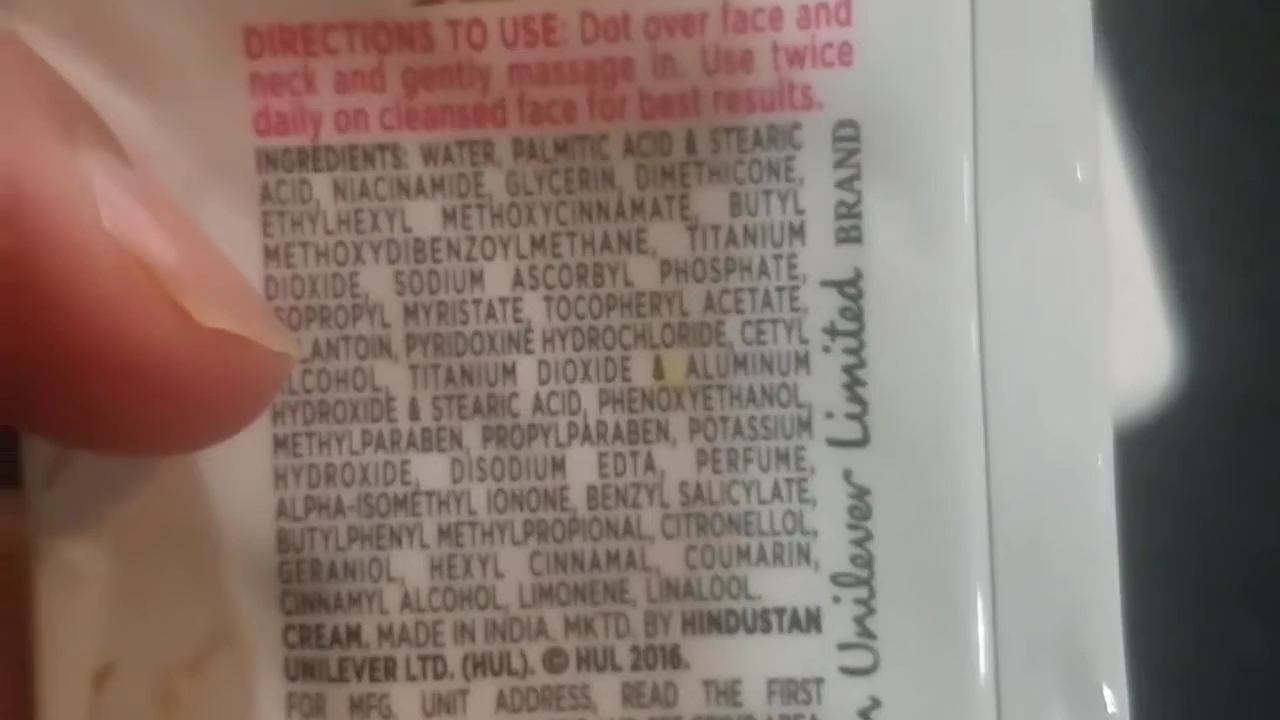 DIRECTIONS TO USE: Dot over face and
neck and gently massage in. Use twice
daily on cleansed face for best results.
INGREDIENTS: WATER, PALMITIC ACID & STEARIC
ACID, NIACINAMIDE, GLYCERIN, DIMETHICONE,
ETHYLHEXYL METHOXYCINNAMATE, BUTYL
METHOXYDIBENZOYLMETHANE, TITANIUM
DIOXIDE, SODIUM ASCORBYL PHOSPHATE,
SOPROPYL MYRISTATE, TOCOPHERYL ACETATE,
LANTOIN, PYRIDOXINE HYDROCHLORIDE, CETYL
LCOHOL, TITANIUM DIOXIDE & ALUMINUM
HYDROXIDE & STEARIC ACID, PHENOXYETHANOL,
METHYLPARABEN, PROPYLPARABEN, POTASSIUM
HYDROXIDE, DISODIUM EDTA, PERFUME,
ALPHA-ISOMETHYL IONONE, BENZYL SALICYLATE,
BUTYLPHENYL METHYLPROPIONAL, CITRONELLOL,
GERANIOL, HEXYL CINNAMAL, COUMARIN,
CINNAMYL ALCOHOL, LIMONENE, LINALOOL.
CREAM. MADE IN INDIA. MKTD. BY HINDUSTAN
UNILEVER LTD. (HUL). © HUL 2016.
FOR MFG. UNIT ADDRESS, READ THE FIRST
n Unilever Limited BRAND